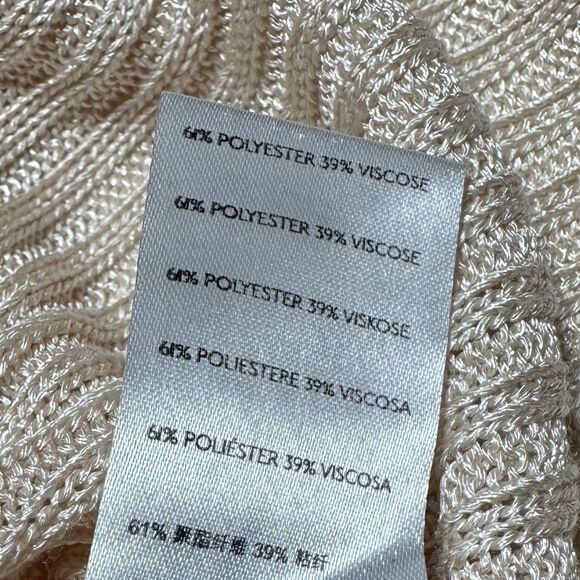 61% POLYESTER 39% VISCOSE
61% POLYESTER 39% VISCOSE
61% POLYESTER 39% VISKOSE
61% POLIESTERE 39% VISCOSA
61% POLIÉSTER 39% VISCOSA
61% 聚酯纤维 39% 粘纤